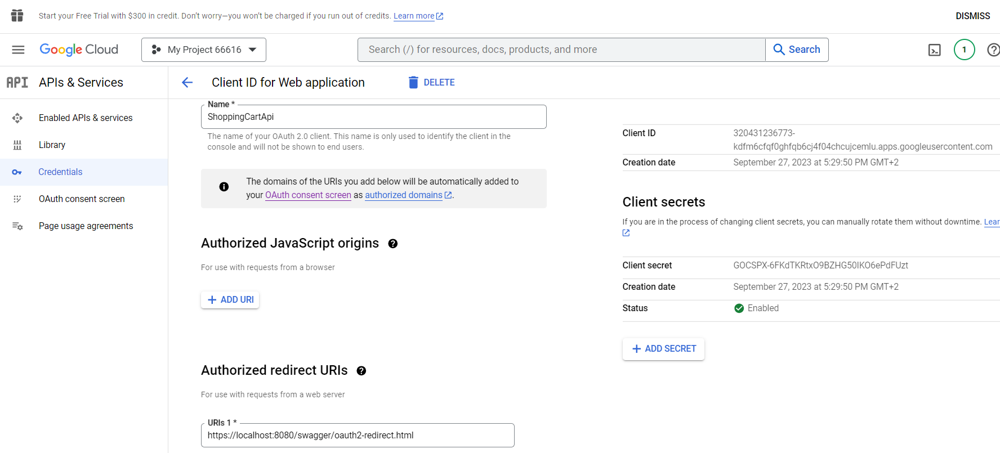 Start your Free Trial with $300 in credit. Don't worry—you won't be charged if you run out of credits. Learn more
DISMISS
Google Cloud
My Project 66616
Search (/) for resources, docs, products, and more
Search
1
API
APIs & Services
Client ID for Web application
DELETE
Enabled APIs & services
Library
Credentials
OAuth consent screen
Page usage agreements
Name *
ShoppingCartApi
The name of your OAuth 2.0 client. This name is only used to identify the client in the
console and will not be shown to end users.
The domains of the URIs you add below will be automatically added to
your OAuth consent screen as authorized domains.
Authorized JavaScript origins
For use with requests from a browser
ADD URI
Authorized redirect URIs
For use with requests from a web server
URIs 1 *
https://localhost:8080/swagger/oauth2-redirect.html
Client ID
320431236773-
kdfm6cfqf0ghfqb6cj4f04chcujcemlu.apps.googleusercontent.com
Creation date
September 27, 2023 at 5:29:50 PM GMT+2
Client secrets
If you are in the process of changing client secrets, you can manually rotate them without downtime. Lear
Client secret
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
Creation date
September 27, 2023 at 5:29:50 PM GMT+2
Status
Enabled
ADD SECRET